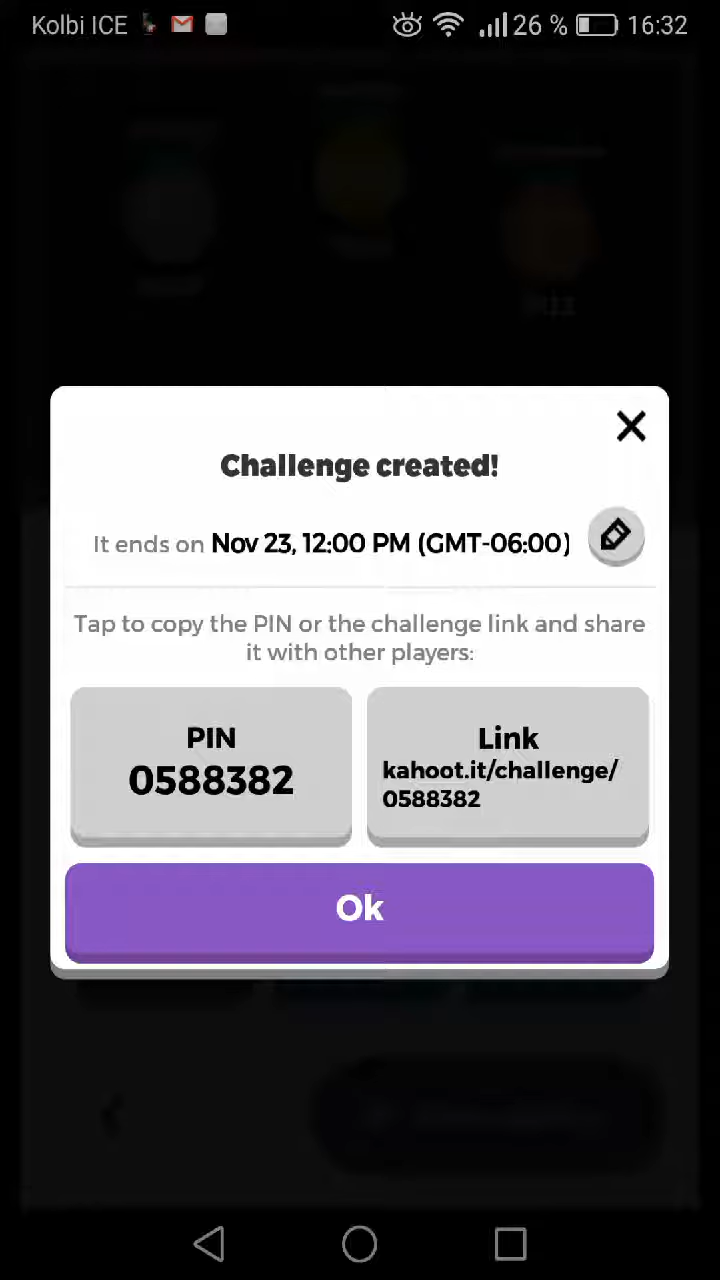 Kolbi ICE 26 % 16:32
Challenge created!
It ends on Nov 23, 12:00 PM (GMT-06:00)
Tap to copy the PIN or the challenge link and share
it with other players:
PIN
0588382
Link
kahoot.it/challenge/
0588382
Ok